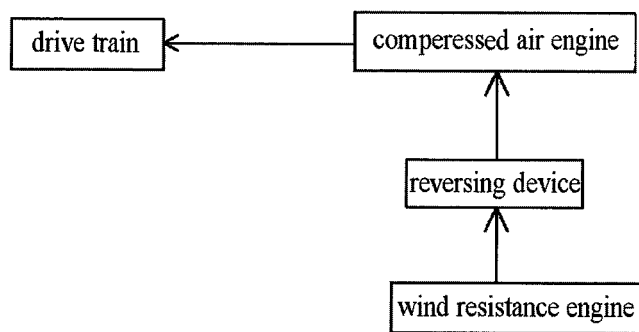 drive train
comperessed air engine
reversing device
wind resistance engine